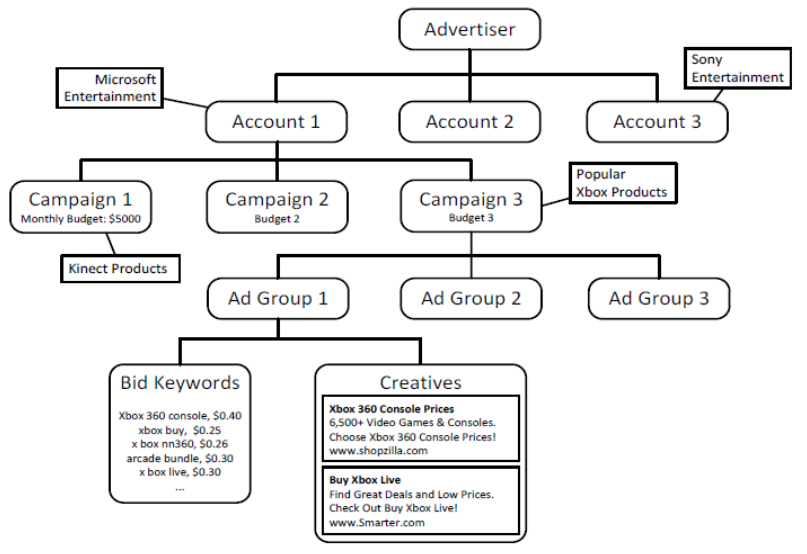 Advertiser
Microsoft
Entertainment
Sony
Entertainment
Account 1
Account 2
Account 3
Campaign 1
Monthly Budget: $5000
Campaign 2
Budget 2
Campaign 3
Budget 3
Popular
Xbox Products
Kinect Products
Ad Group 1
Ad Group 2
Ad Group 3
Bid Keywords
Xbox 360 console, $0.40
xbox buy, $0.25
x box nn360, $0.26
arcade bundle, $0.30
x box live, $0.30
...
Creatives
Xbox 360 Console Prices
6,500+ Video Games & Consoles.
Choose Xbox 360 Console Prices!
www.shopzilla.com
Buy Xbox Live
Find Great Deals and Low Prices.
Check Out Buy Xbox Live!
www.Smarter.com